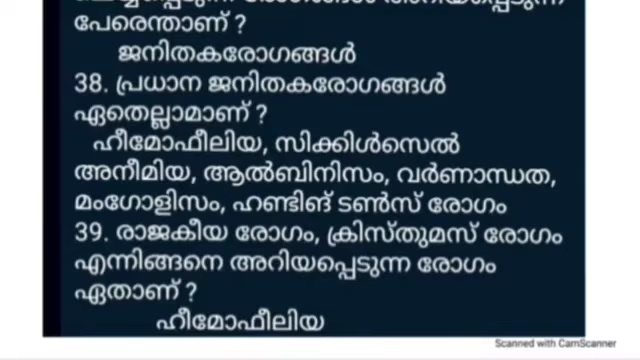 പേരെന്താണ് ?
ജനിതകരോഗങ്ങൾ
38. പ്രധാന ജനിതകരോഗങ്ങൾ
ഏതെല്ലാമാണ് ?
ഹീമോഫീലിയ, സിക്കിൾസെൽ
അനീമിയ, ആൽബിനിസം, വർണാന്ധത,
മംഗോളിസം, ഹണ്ടിങ് ടൺസ് രോഗം
39. രാജകീയ രോഗം, ക്രിസ്തുമസ് രോഗം
എന്നിങ്ങനെ അറിയപ്പെടുന്ന രോഗം
ഏതാണ് ?
ഹീമോഫീലിയ
Scanned with CamScanner